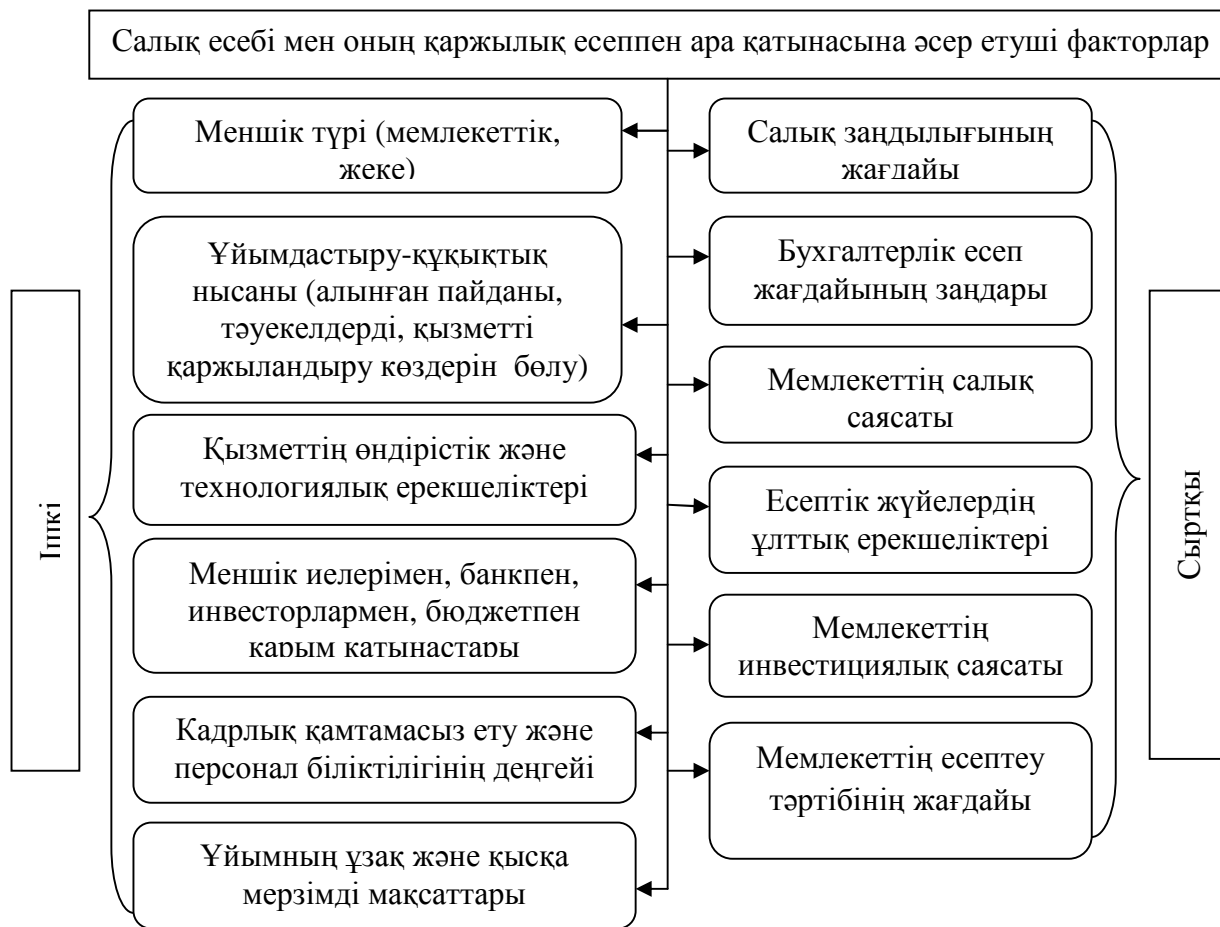 Салық есебі мен оның қаржылық есеппен ара қатынасына әсер етуші факторлар
Ішкі
Меншік түрі (мемлекеттік,
жеке)
Ұйымдастыру-құқықтық
нысаны (алынған пайданы,
тәуекелдерді, қызметті
қаржыландыру көздерін бөлу)
Қызметтің өндірістік және
технологиялық ерекшеліктері
Меншік иелерімен, банкпен,
инвесторлармен, бюджетпен
қарым қатынастары
Кадрлық қамтамасыз ету және
персонал біліктілігінің деңгейі
Ұйымның ұзақ және қысқа
мерзімді мақсаттары
Салық заңдылығының
жағдайы
Бухгалтерлік есеп
жағдайының заңдары
Мемлекеттің салық
саясаты
Есептік жүйелердің
ұлттық ерекшеліктері
Мемлекеттің
инвестициялық саясаты
Мемлекеттің есептеу
тәртібінің жағдайы
Сыртқы